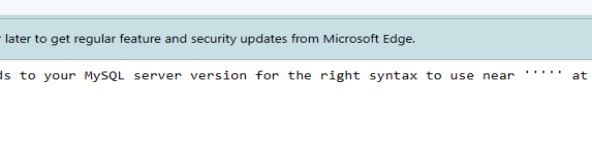 later to get regular feature and security updates from Microsoft Edge.
to your MySQL server version for the right syntax to use near ''''' at